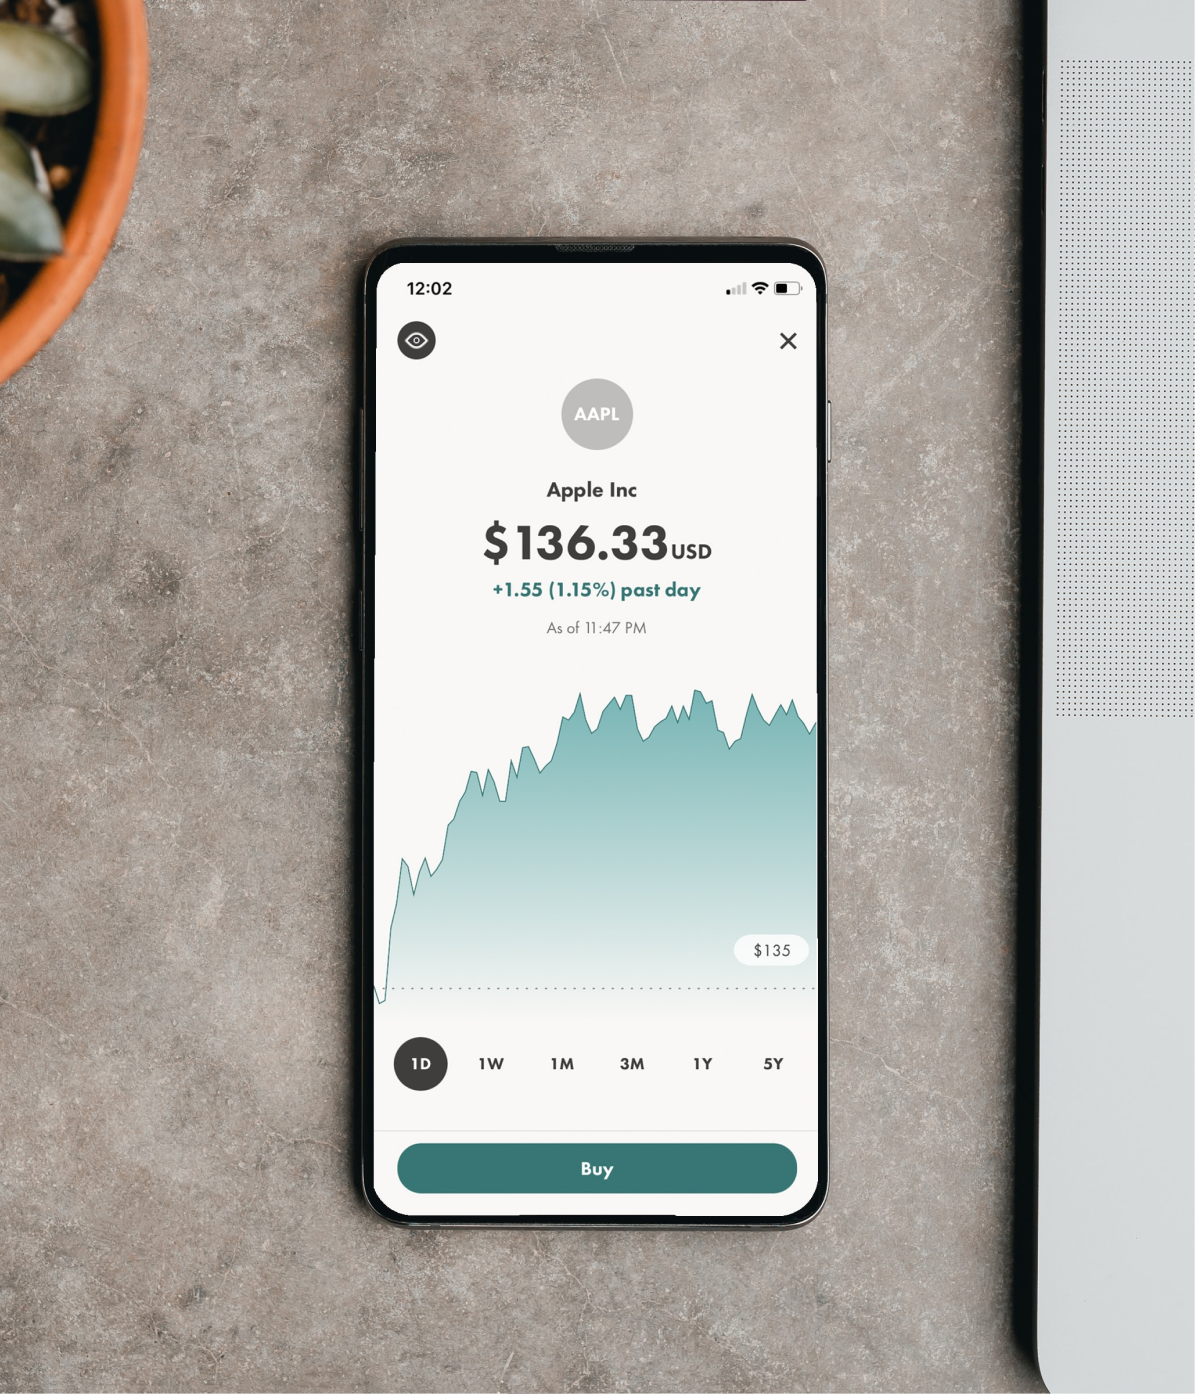 12:02
AAPL
Apple Inc
$136.33USD
+1.55 (1.15%) past day
As of 11:47 PM
$135
1D 1W 1M 3M 1Y 5Y
Buy